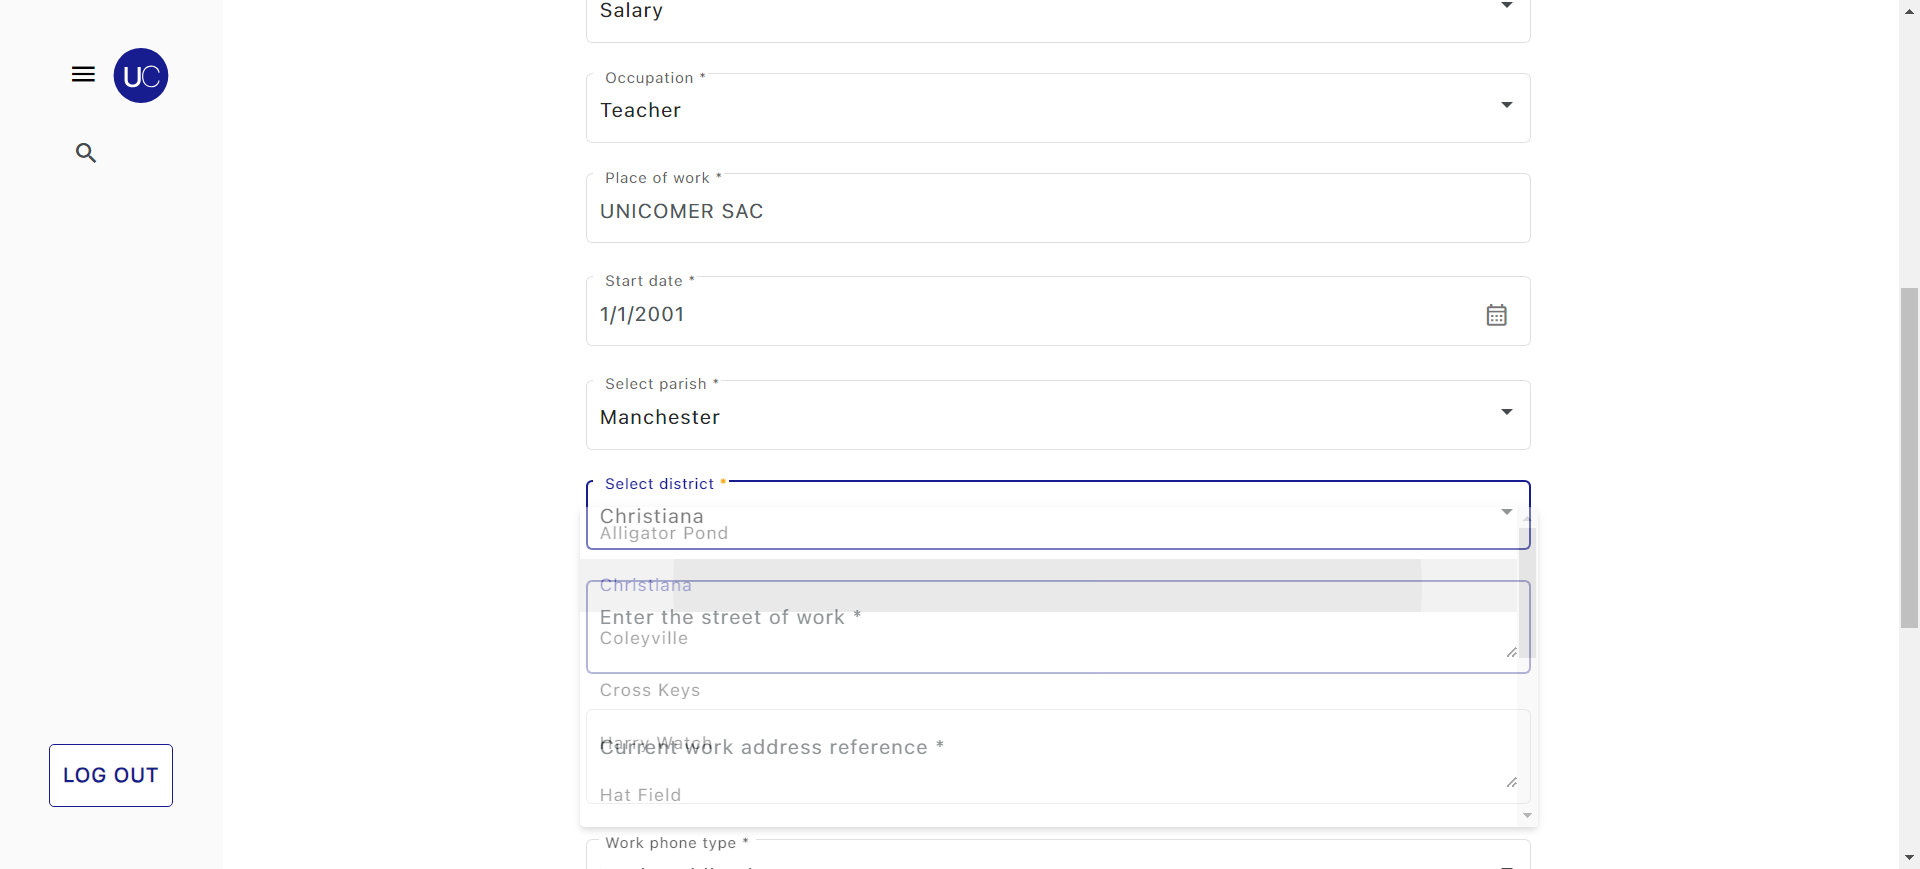 Salary
UC
Occupation *
Teacher
Place of work *
UNICOMER SAC
Start date *
1/1/2001
Select parish *
Manchester
Select district *
Christiana
Alligator Pond
Christiana
Enter the street of work *
Coleyville
Cross Keys
Harry Watch
Current work address reference *
Hat Field
LOG OUT
Work phone type *